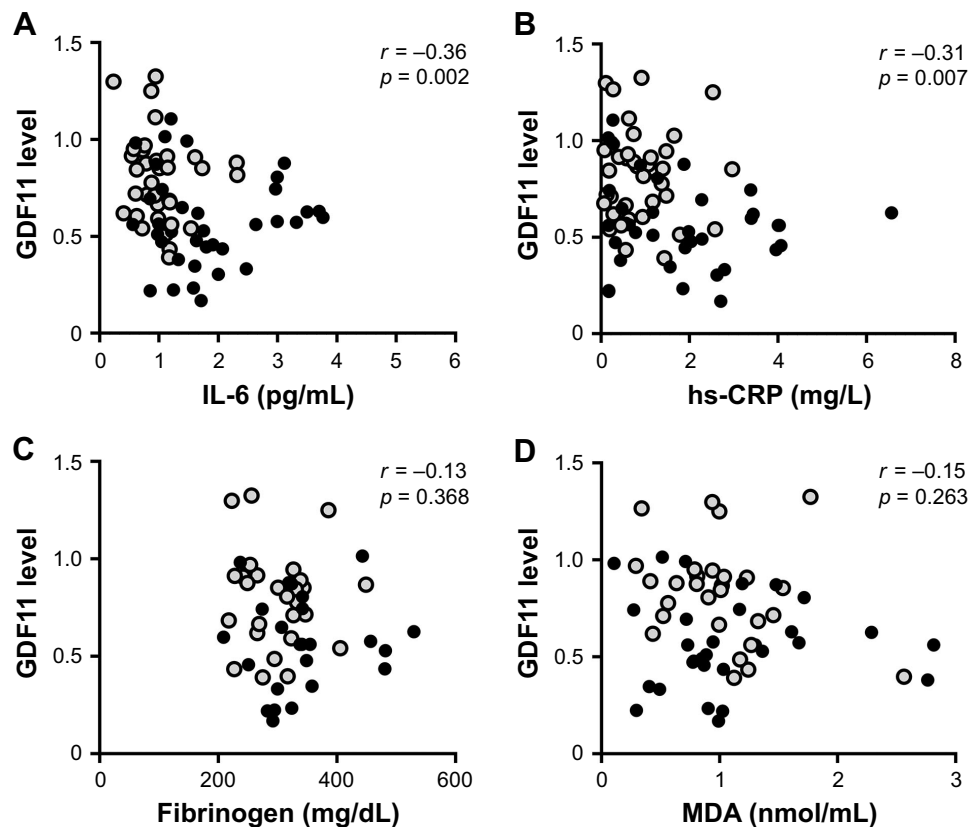 A
r = –0.36
p = 0.002
GDF11 level
1.5
1.0
0.5
0
0 1 2 3 4 5 6
IL-6 (pg/mL)
B
r = –0.31
p = 0.007
GDF11 level
1.5
1.0
0.5
0
0 2 4 6 8
hs-CRP (mg/L)
C
r = –0.13
p = 0.368
GDF11 level
1.5
1.0
0.5
0
0 200 400 600
Fibrinogen (mg/dL)
D
r = –0.15
p = 0.263
GDF11 level
1.5
1.0
0.5
0
0 1 2 3
MDA (nmol/mL)